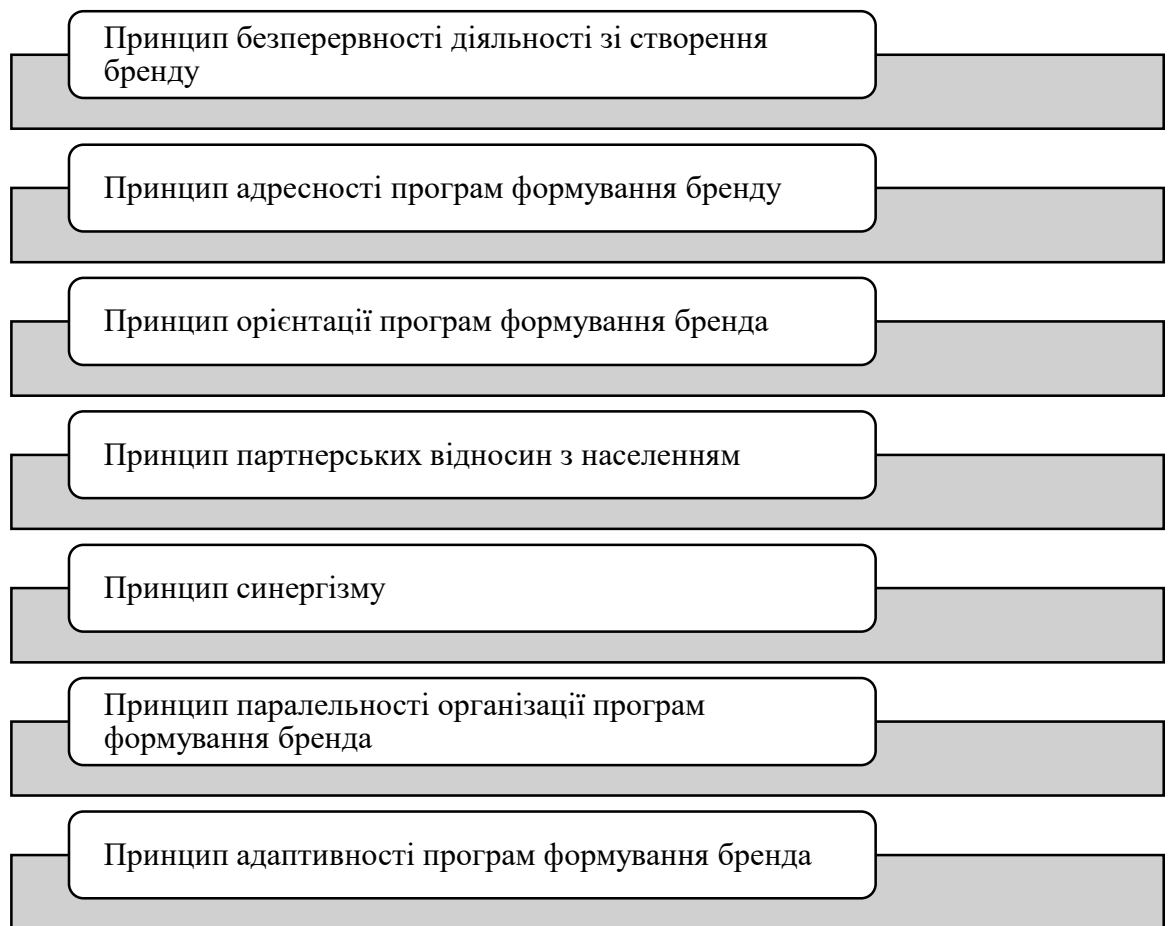 Принцип безперервності діяльності зі створення
бренду
Принцип адресності програм формування бренду
Принцип орієнтації програм формування бренда
Принцип партнерських відносин з населенням
Принцип синергізму
Принцип паралельності організації програм
формування бренда
Принцип адаптивності програм формування бренда